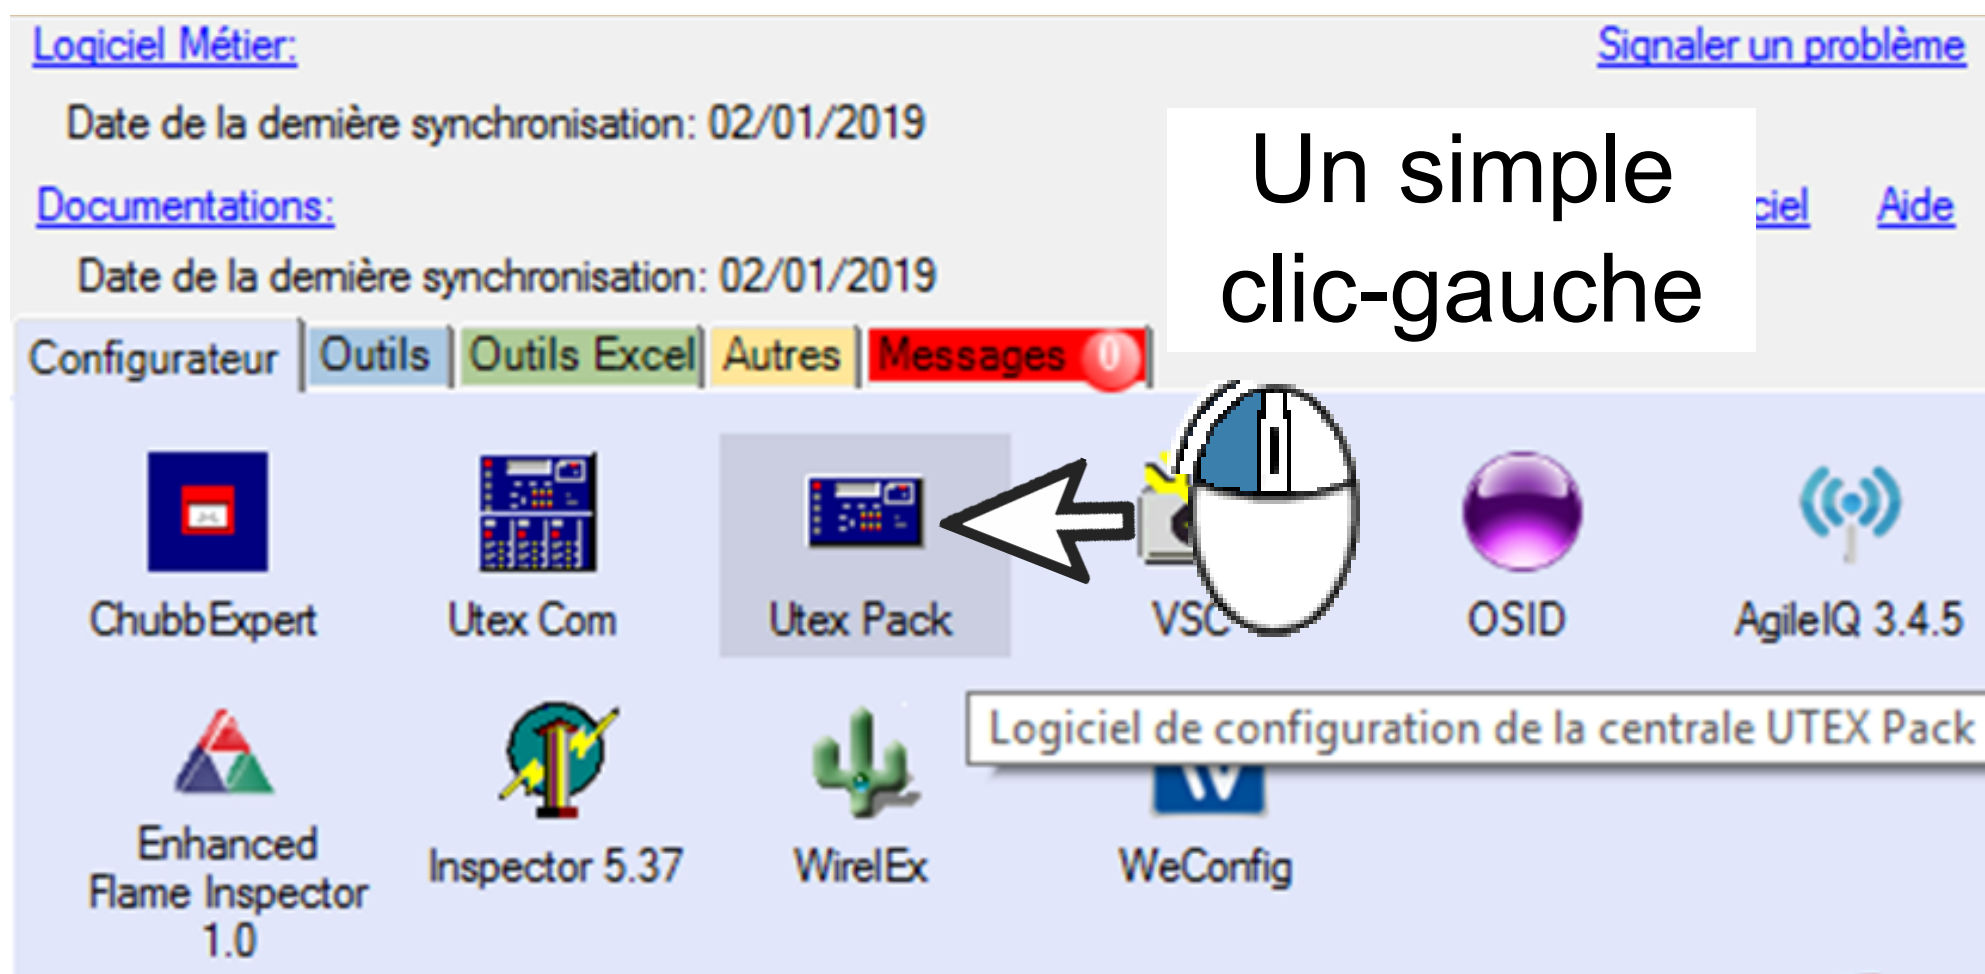 Logiciel Métier:
Signaler un problème
Date de la dernière synchronisation: 02/01/2019
Un simple
clic-gauche
Documentations:
ciel
Aide
Date de la dernière synchronisation: 02/01/2019
Configurateur
Outils
Outils Excel
Autres
Messages 0
ChubbExpert
Utex Com
Utex Pack
VSC
OSID
AgileIQ 3.4.5
Logiciel de configuration de la centrale UTEX Pack
Enhanced
Flame Inspector
1.0
Inspector 5.37
WirelEx
WeConfig